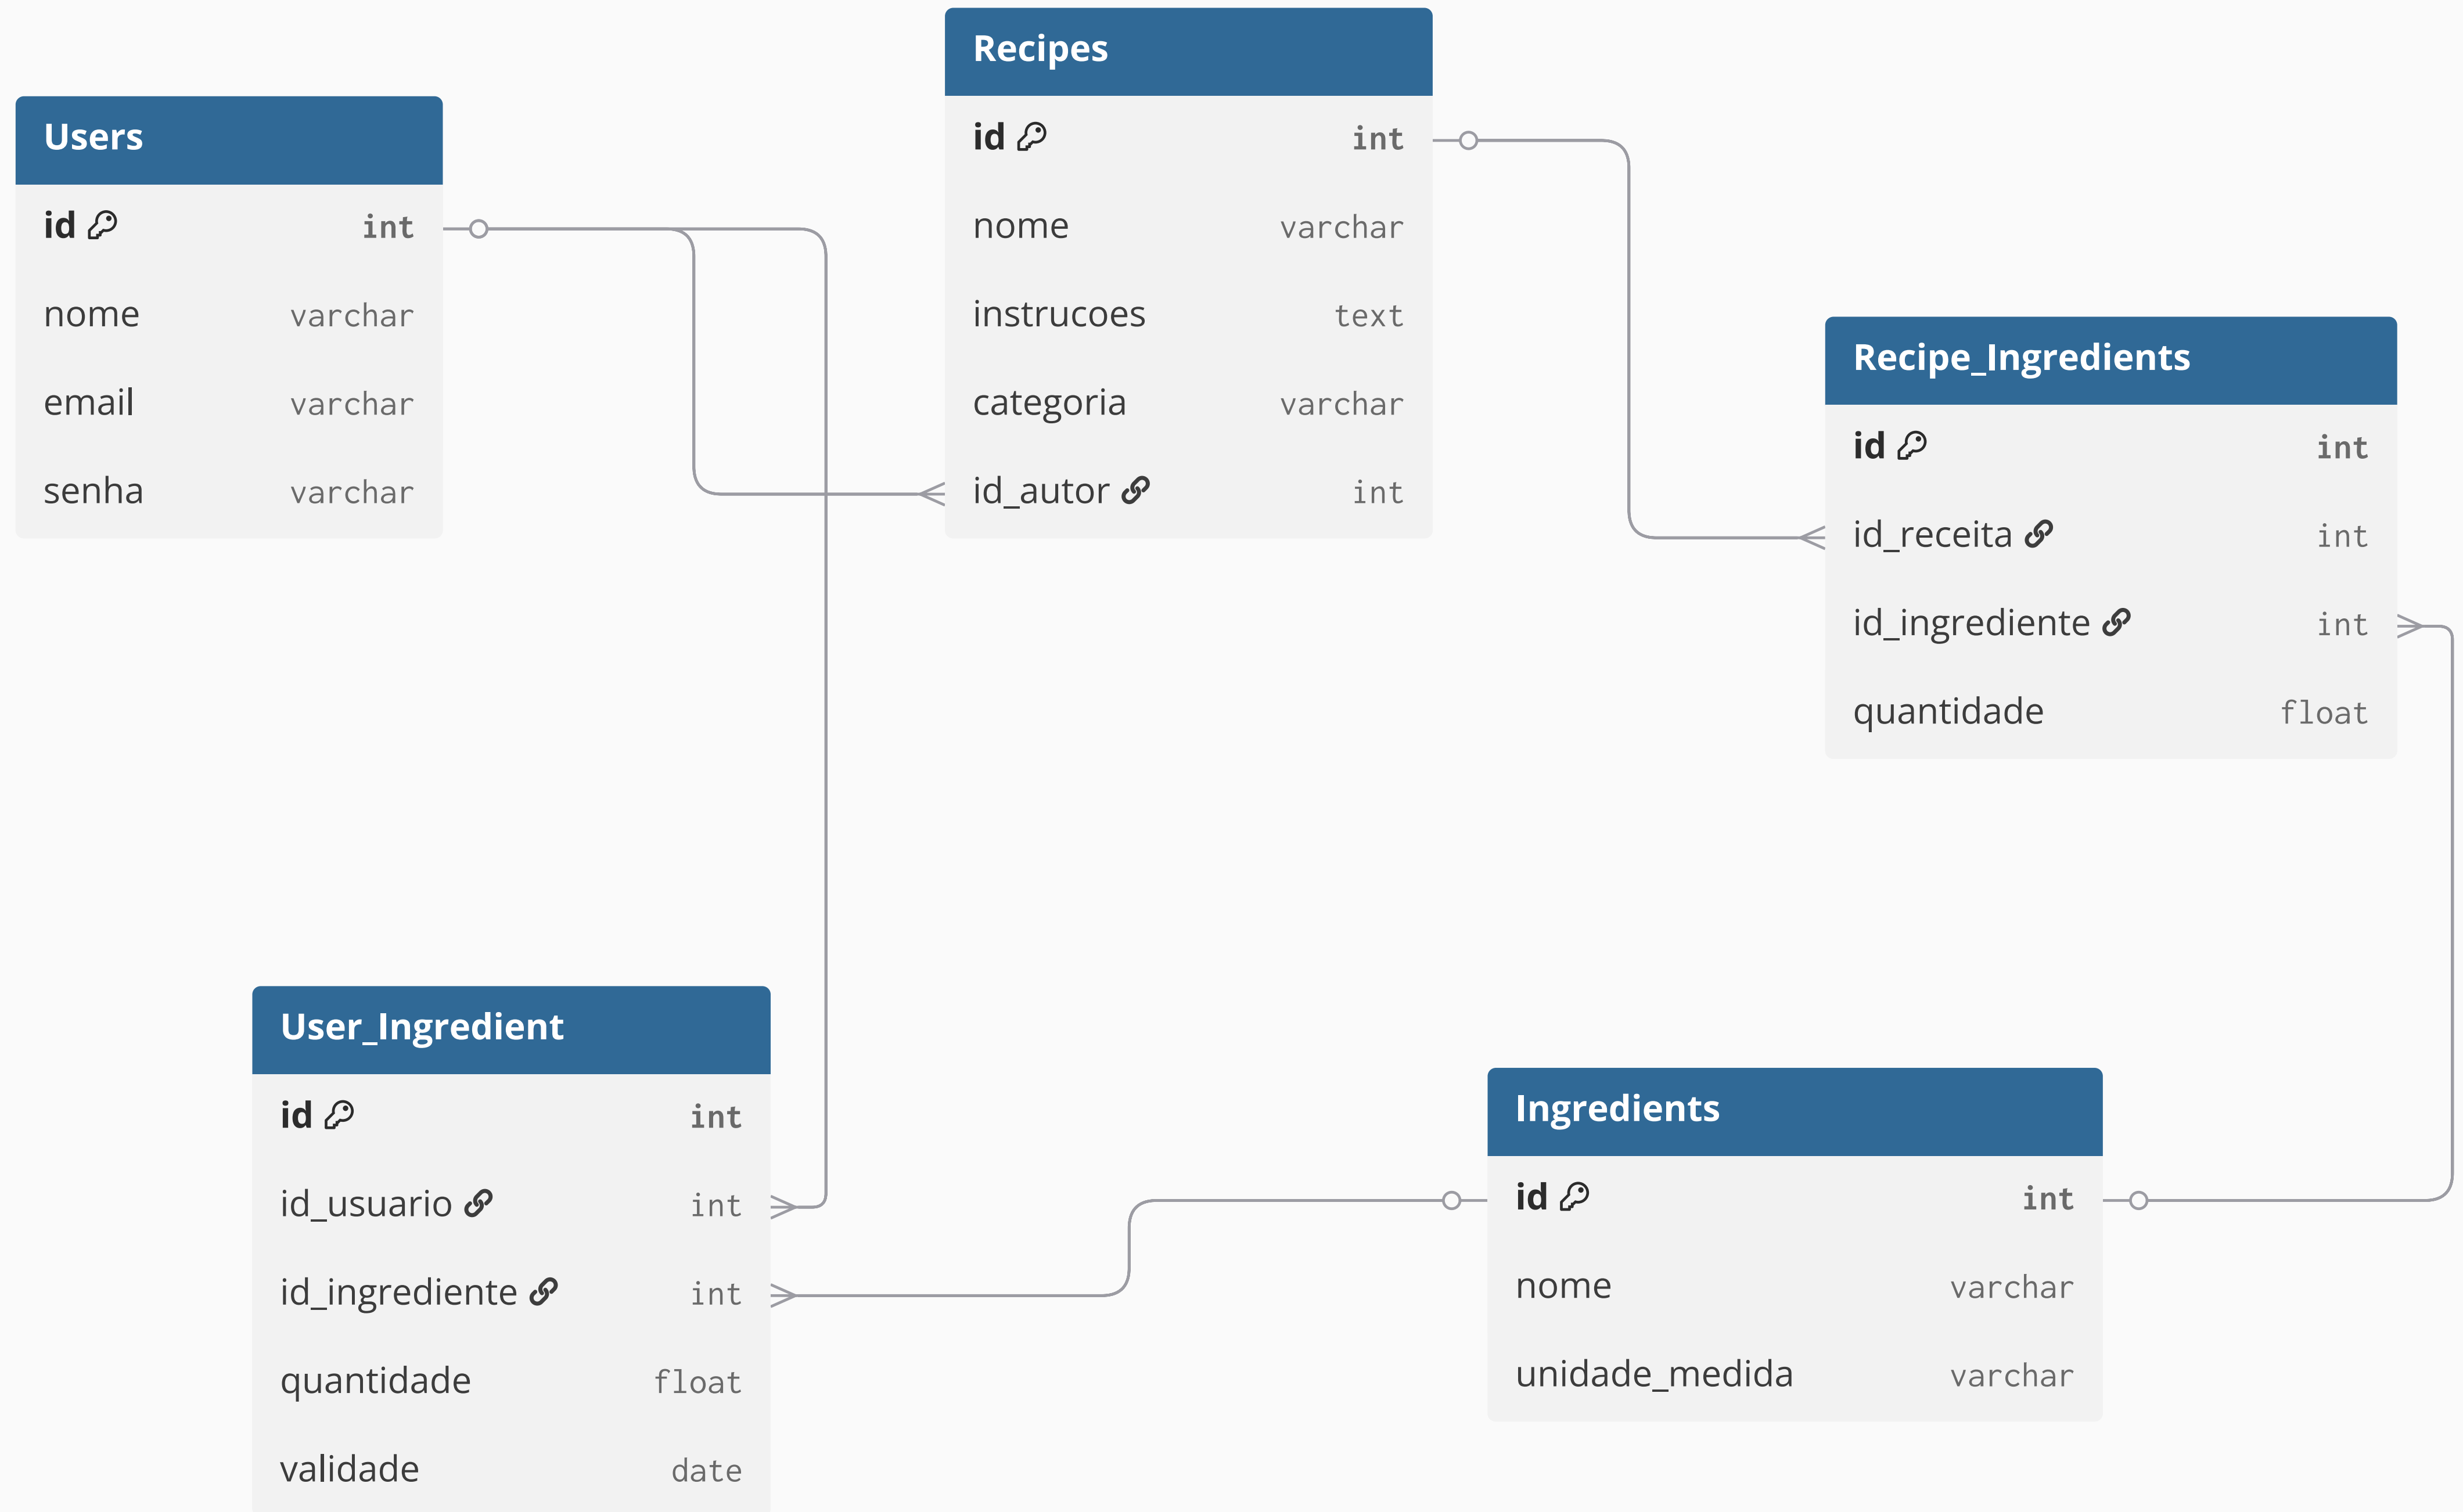 Users
id int
nome varchar
email varchar
senha varchar
Recipes
id int
nome varchar
instrucoes text
categoria varchar
id_autor int
Recipe_Ingredients
id int
id_receita int
id_ingrediente int
quantidade float
User_Ingredient
id int
id_usuario int
id_ingrediente int
quantidade float
validade date
Ingredients
id int
nome varchar
unidade_medida varchar